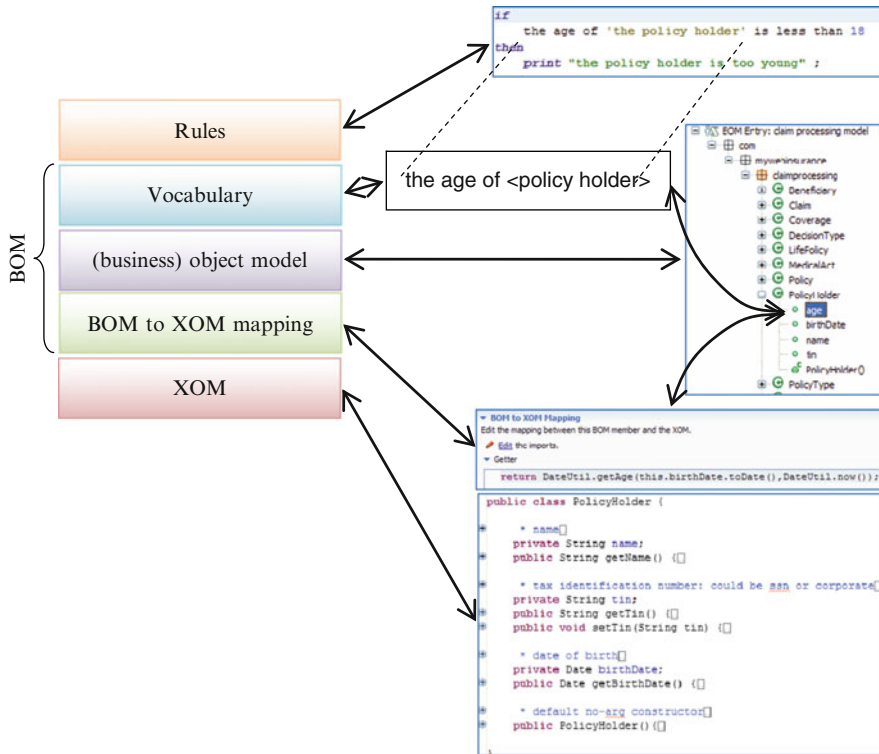 if
the age of 'the policy holder' is less than 18
then
print "the policy holder is too young" ;
Rules
Vocabulary
(business) object model
BOM to XOM mapping
XOM
BOM
the age of <policy holder>
BOM Entry: claim processing model
com
mywebinsurance
claimprocessing
Beneficiary
Claim
Coverage
DecisionType
LifePolicy
MedicalAct
Policy
PolicyHolder
age
birthDate
name
tin
PolicyHolder()
PolicyType
BOM to XOM Mapping
Edit the mapping between this BOM member and the XOM.
Edit the imports.
Getter
return DateUtil.getAge(this.birthDate.toDate(),DateUtil.now());
public class PolicyHolder {
* name
private String name;
public String getName() {
* tax identification number: could be ssn or corporate
private String tin;
public String getTin() {
public void setTin(String tin) {
* date of birth
private Date birthDate;
public Date getBirthDate() {
* default no-arg constructor
public PolicyHolder(){
}